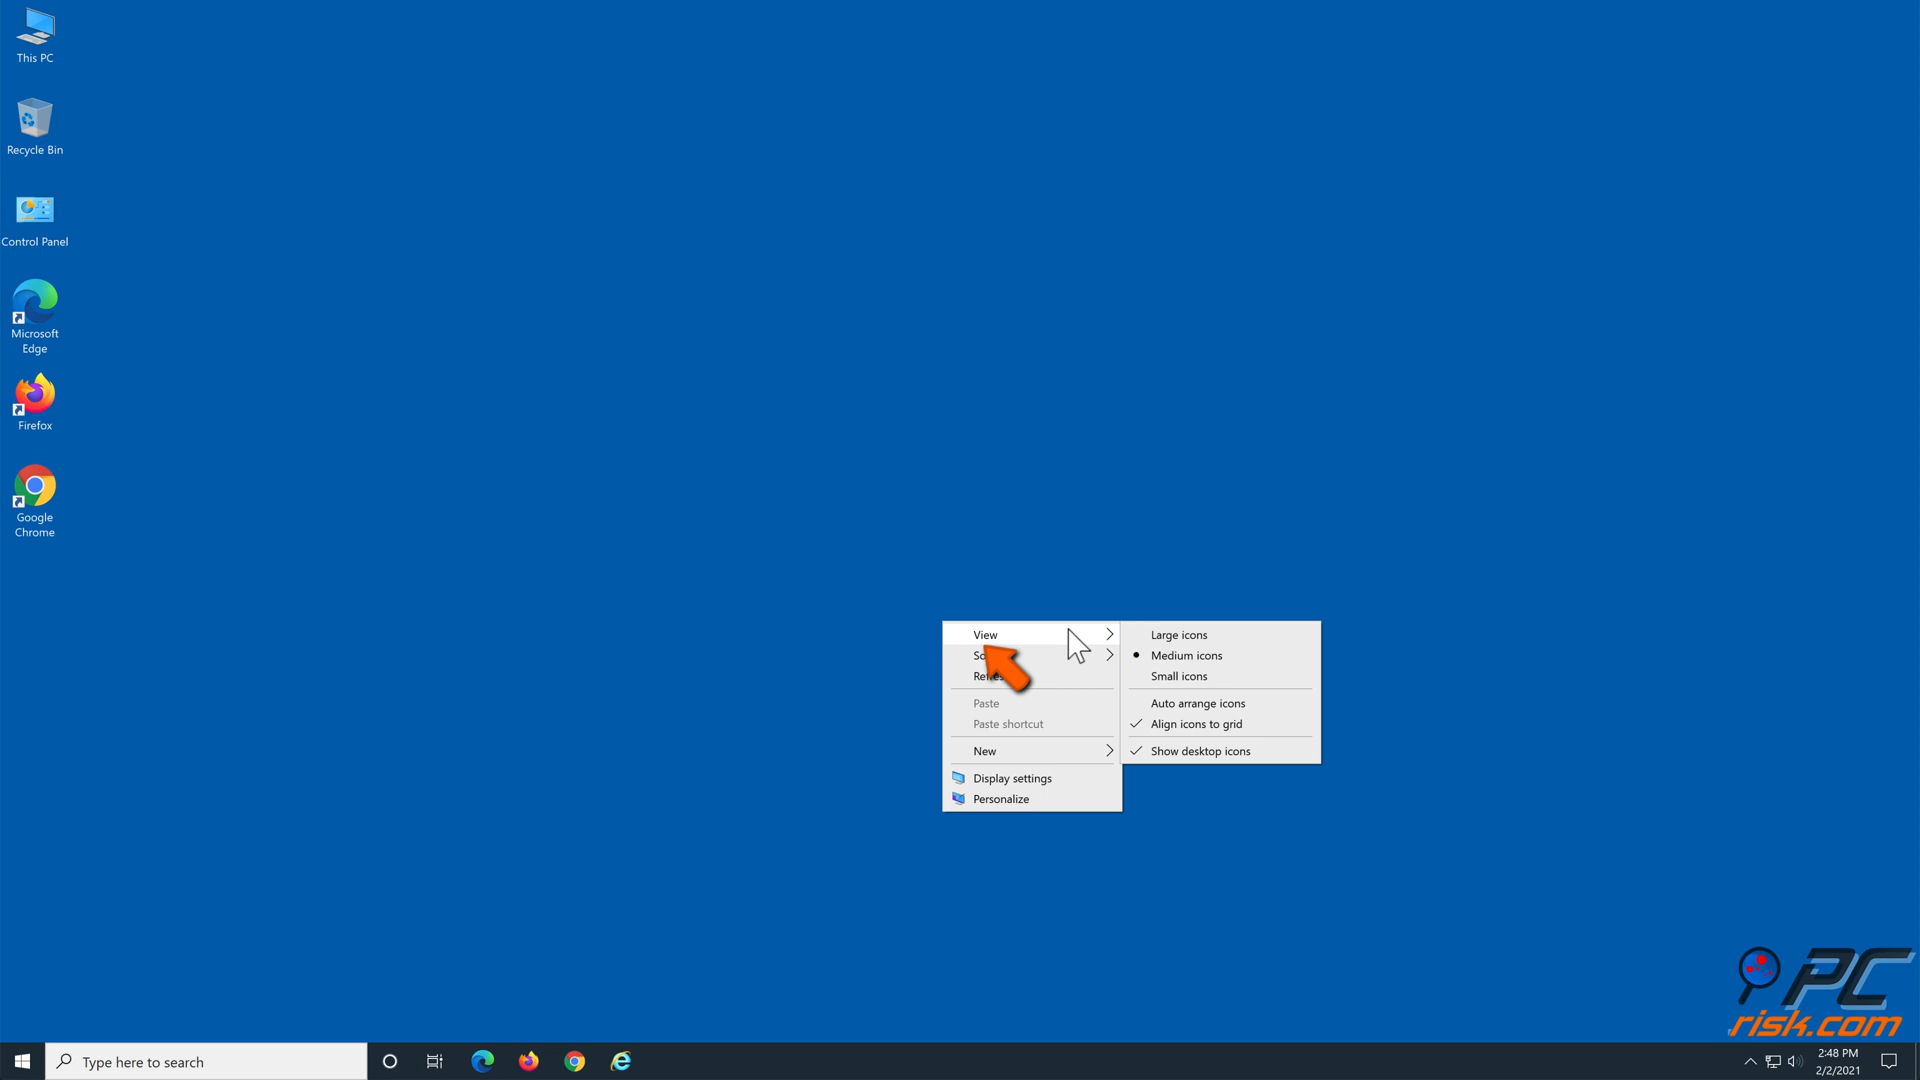 This PC
Recycle Bin
Control Panel
Microsoft
Edge
Firefox
Google
Chrome
View
Large icons
Medium icons
Small icons
Paste
Auto arrange icons
Paste shortcut
Align icons to grid
New
Show desktop icons
Display settings
Personalize
PC
risk.com
Type here to search
2:48 PM
2/2/2021